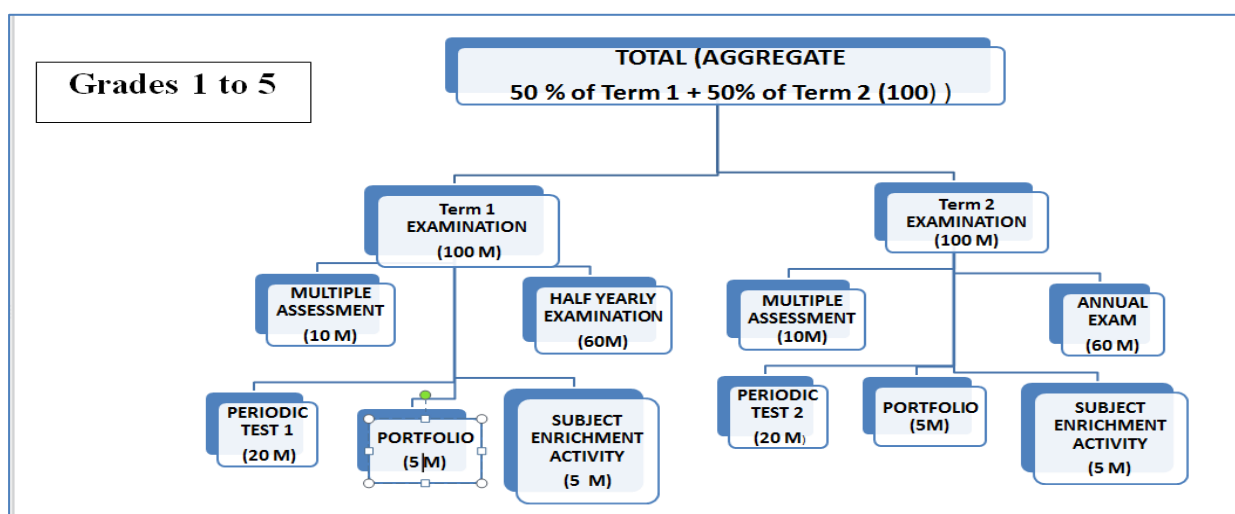 Grades 1 to 5
TOTAL (AGGREGATE
50 % of Term 1 + 50% of Term 2 (100) )
Term 1
EXAMINATION
(100 M)
Term 2
EXAMINATION
(100 M)
MULTIPLE
ASSESSMENT
(10 M)
HALF YEARLY
EXAMINATION
(60M)
MULTIPLE
ASSESSMENT
(10M)
ANNUAL
EXAM
(60 M)
PERIODIC
TEST 1
(20 M)
PORTFOLIO
(5 M)
SUBJECT
ENRICHMENT
ACTIVITY
(5 M)
PERIODIC
TEST 2
(20 M)
PORTFOLIO
(5M)
SUBJECT
ENRICHMENT
ACTIVITY
(5 M)